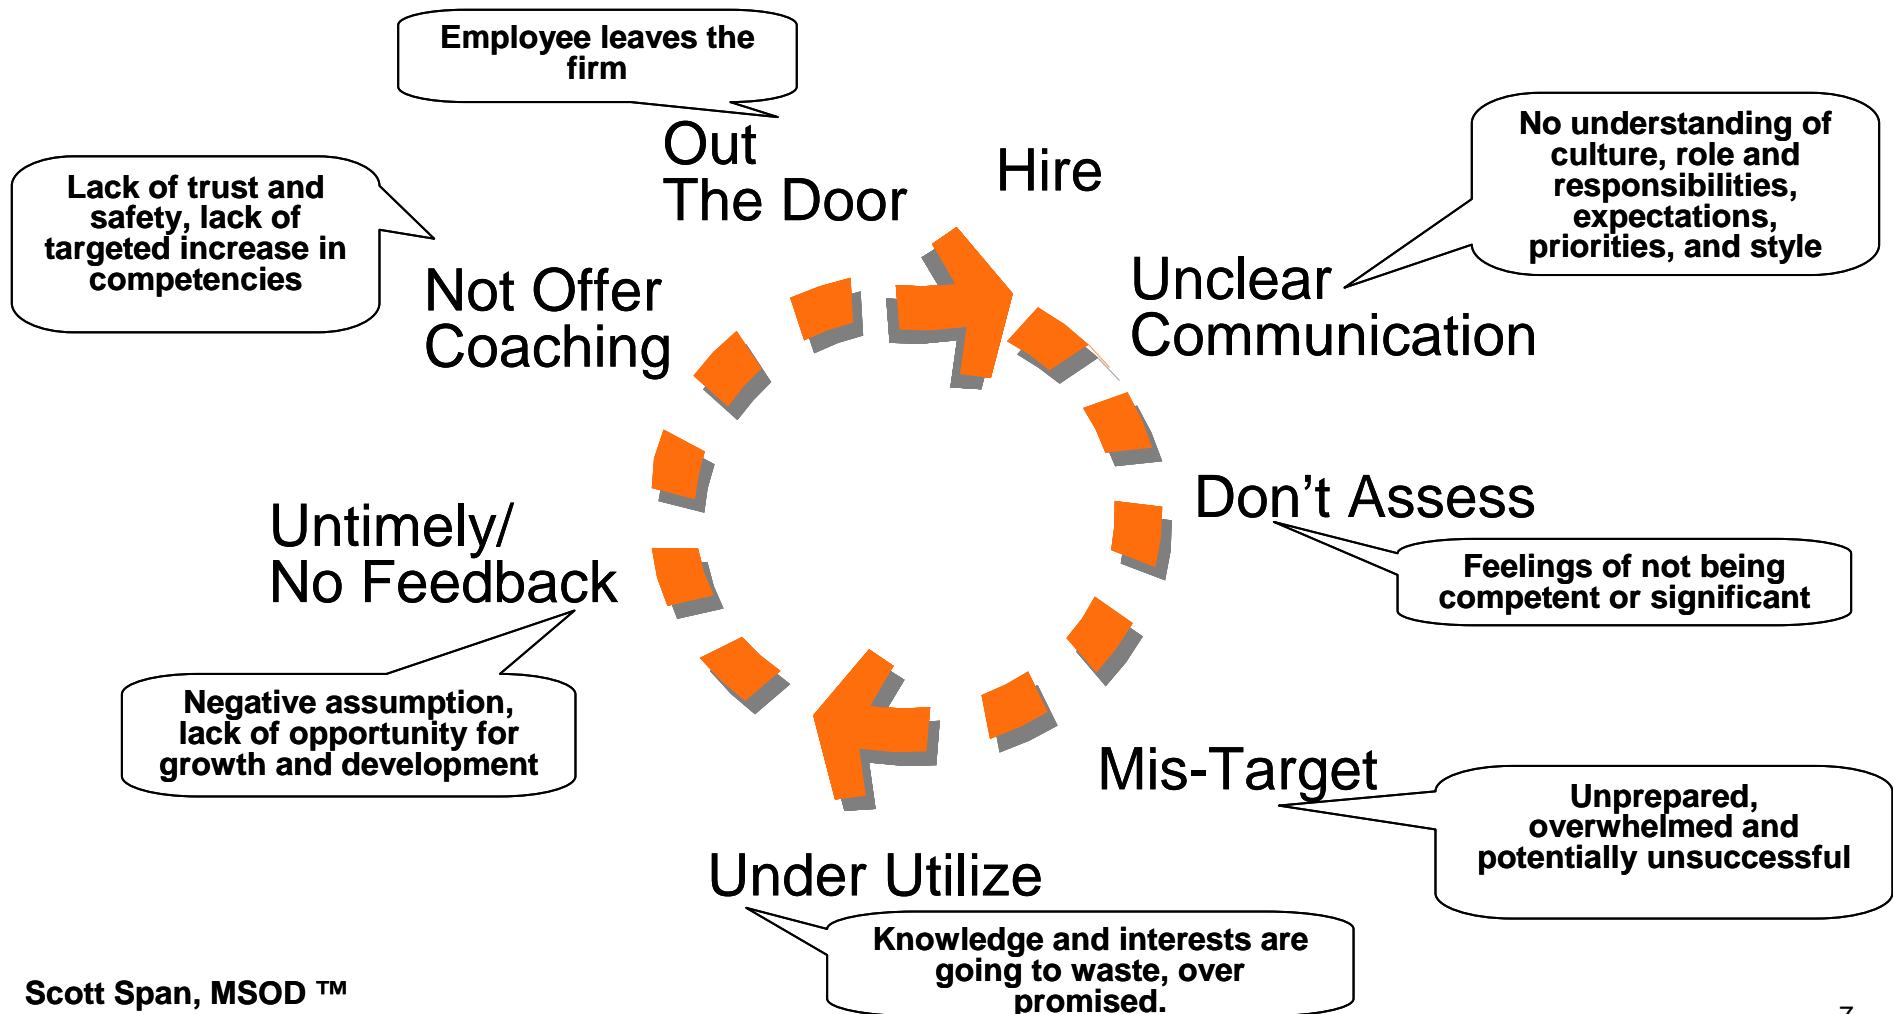 Employee leaves the
firm
Out
The Door
Hire
No understanding of
culture, role and
responsibilities,
expectations,
priorities, and style
Unclear
Communication
Lack of trust and
safety, lack of
targeted increase in
competencies
Not Offer
Coaching
Don't Assess
Feelings of not being
competent or significant
Untimely/
No Feedback
Negative assumption,
lack of opportunity for
growth and development
Mis-Target
Unprepared,
overwhelmed and
potentially unsuccessful
Under Utilize
Knowledge and interests are
going to waste, over
promised.
Scott Span, MSOD ™